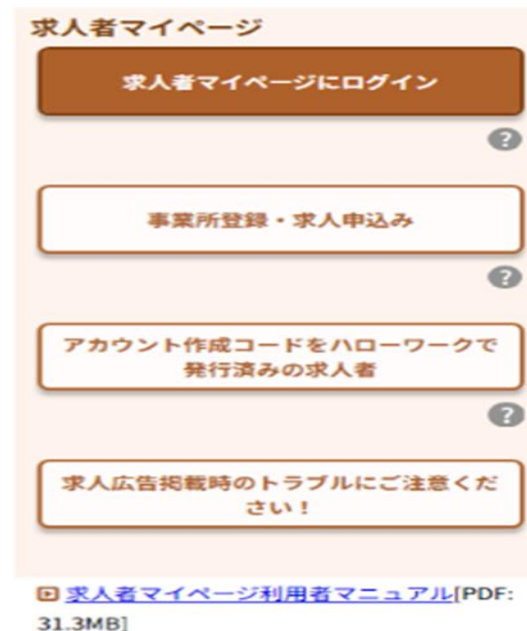 求人者マイページ
求人者マイページにログイン
?
事業所登録・求人申込み
?
アカウント作成コードをハローワークで
発行済みの求人者
?
求人広告掲載時のトラブルにご注意くだ
さい!
求人者マイページ利用者マニュアル[PDF:
31.3MB]